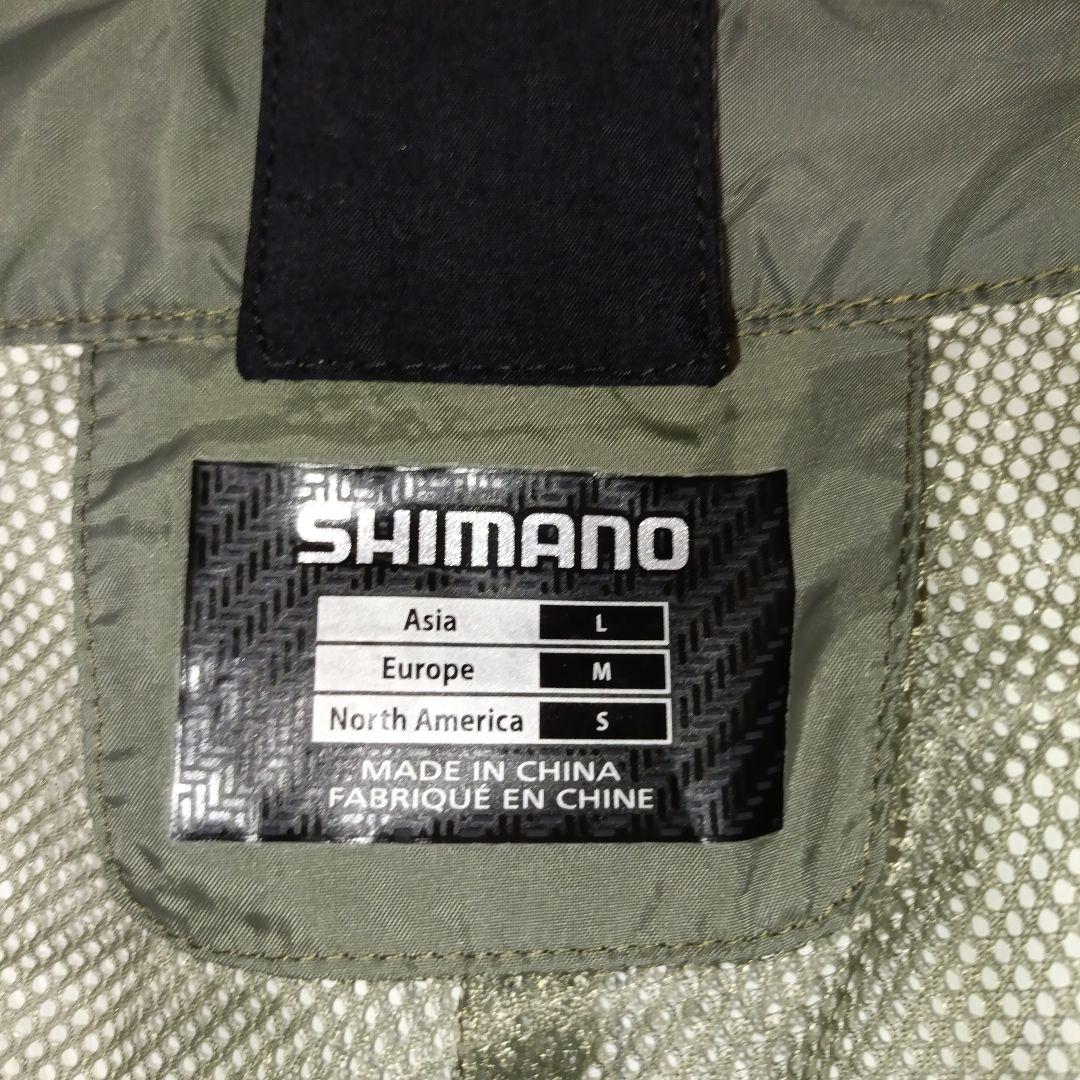 SHIMANO
Asia L
Europe M
North America S
MADE IN CHINA
FABRIQUÉ EN CHINE